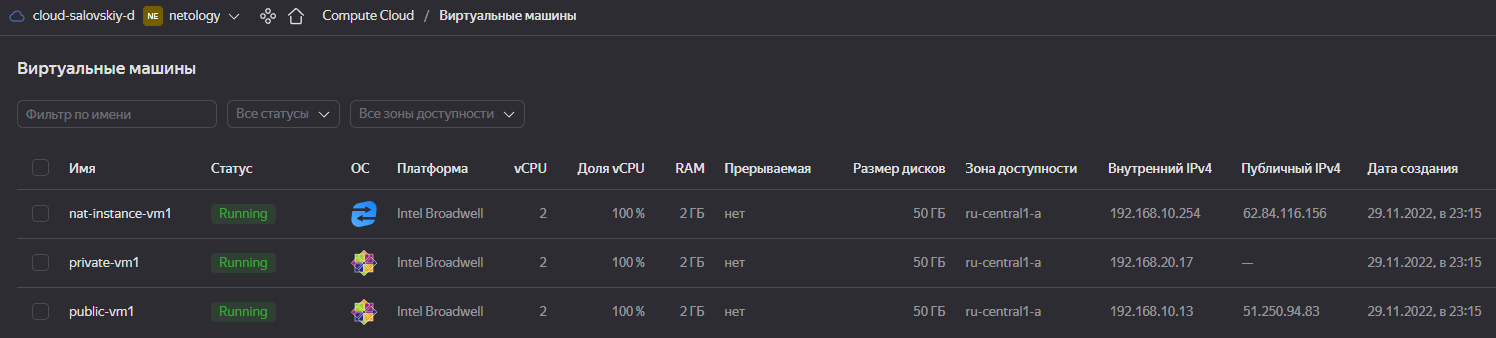 cloud-salovskiy-d NE netology Compute Cloud / Виртуальные машины
Виртуальные машины
Фильтр по имени Все статусы Все зоны доступности
Имя Статус ОС Платформа vCPU Доля vCPU RAM Прерываемая Размер дисков Зона доступности Внутренний IPv4 Публичный IPv4 Дата создания
nat-instance-vm1 Running Intel Broadwell 2 100 % 2 ГБ нет 50 ГБ ru-central1-a 192.168.10.254 62.84.116.156 29.11.2022, в 23:15
private-vm1 Running Intel Broadwell 2 100 % 2 ГБ нет 50 ГБ ru-central1-a 192.168.20.17 — 29.11.2022, в 23:15
public-vm1 Running Intel Broadwell 2 100 % 2 ГБ нет 50 ГБ ru-central1-a 192.168.10.13 51.250.94.83 29.11.2022, в 23:15